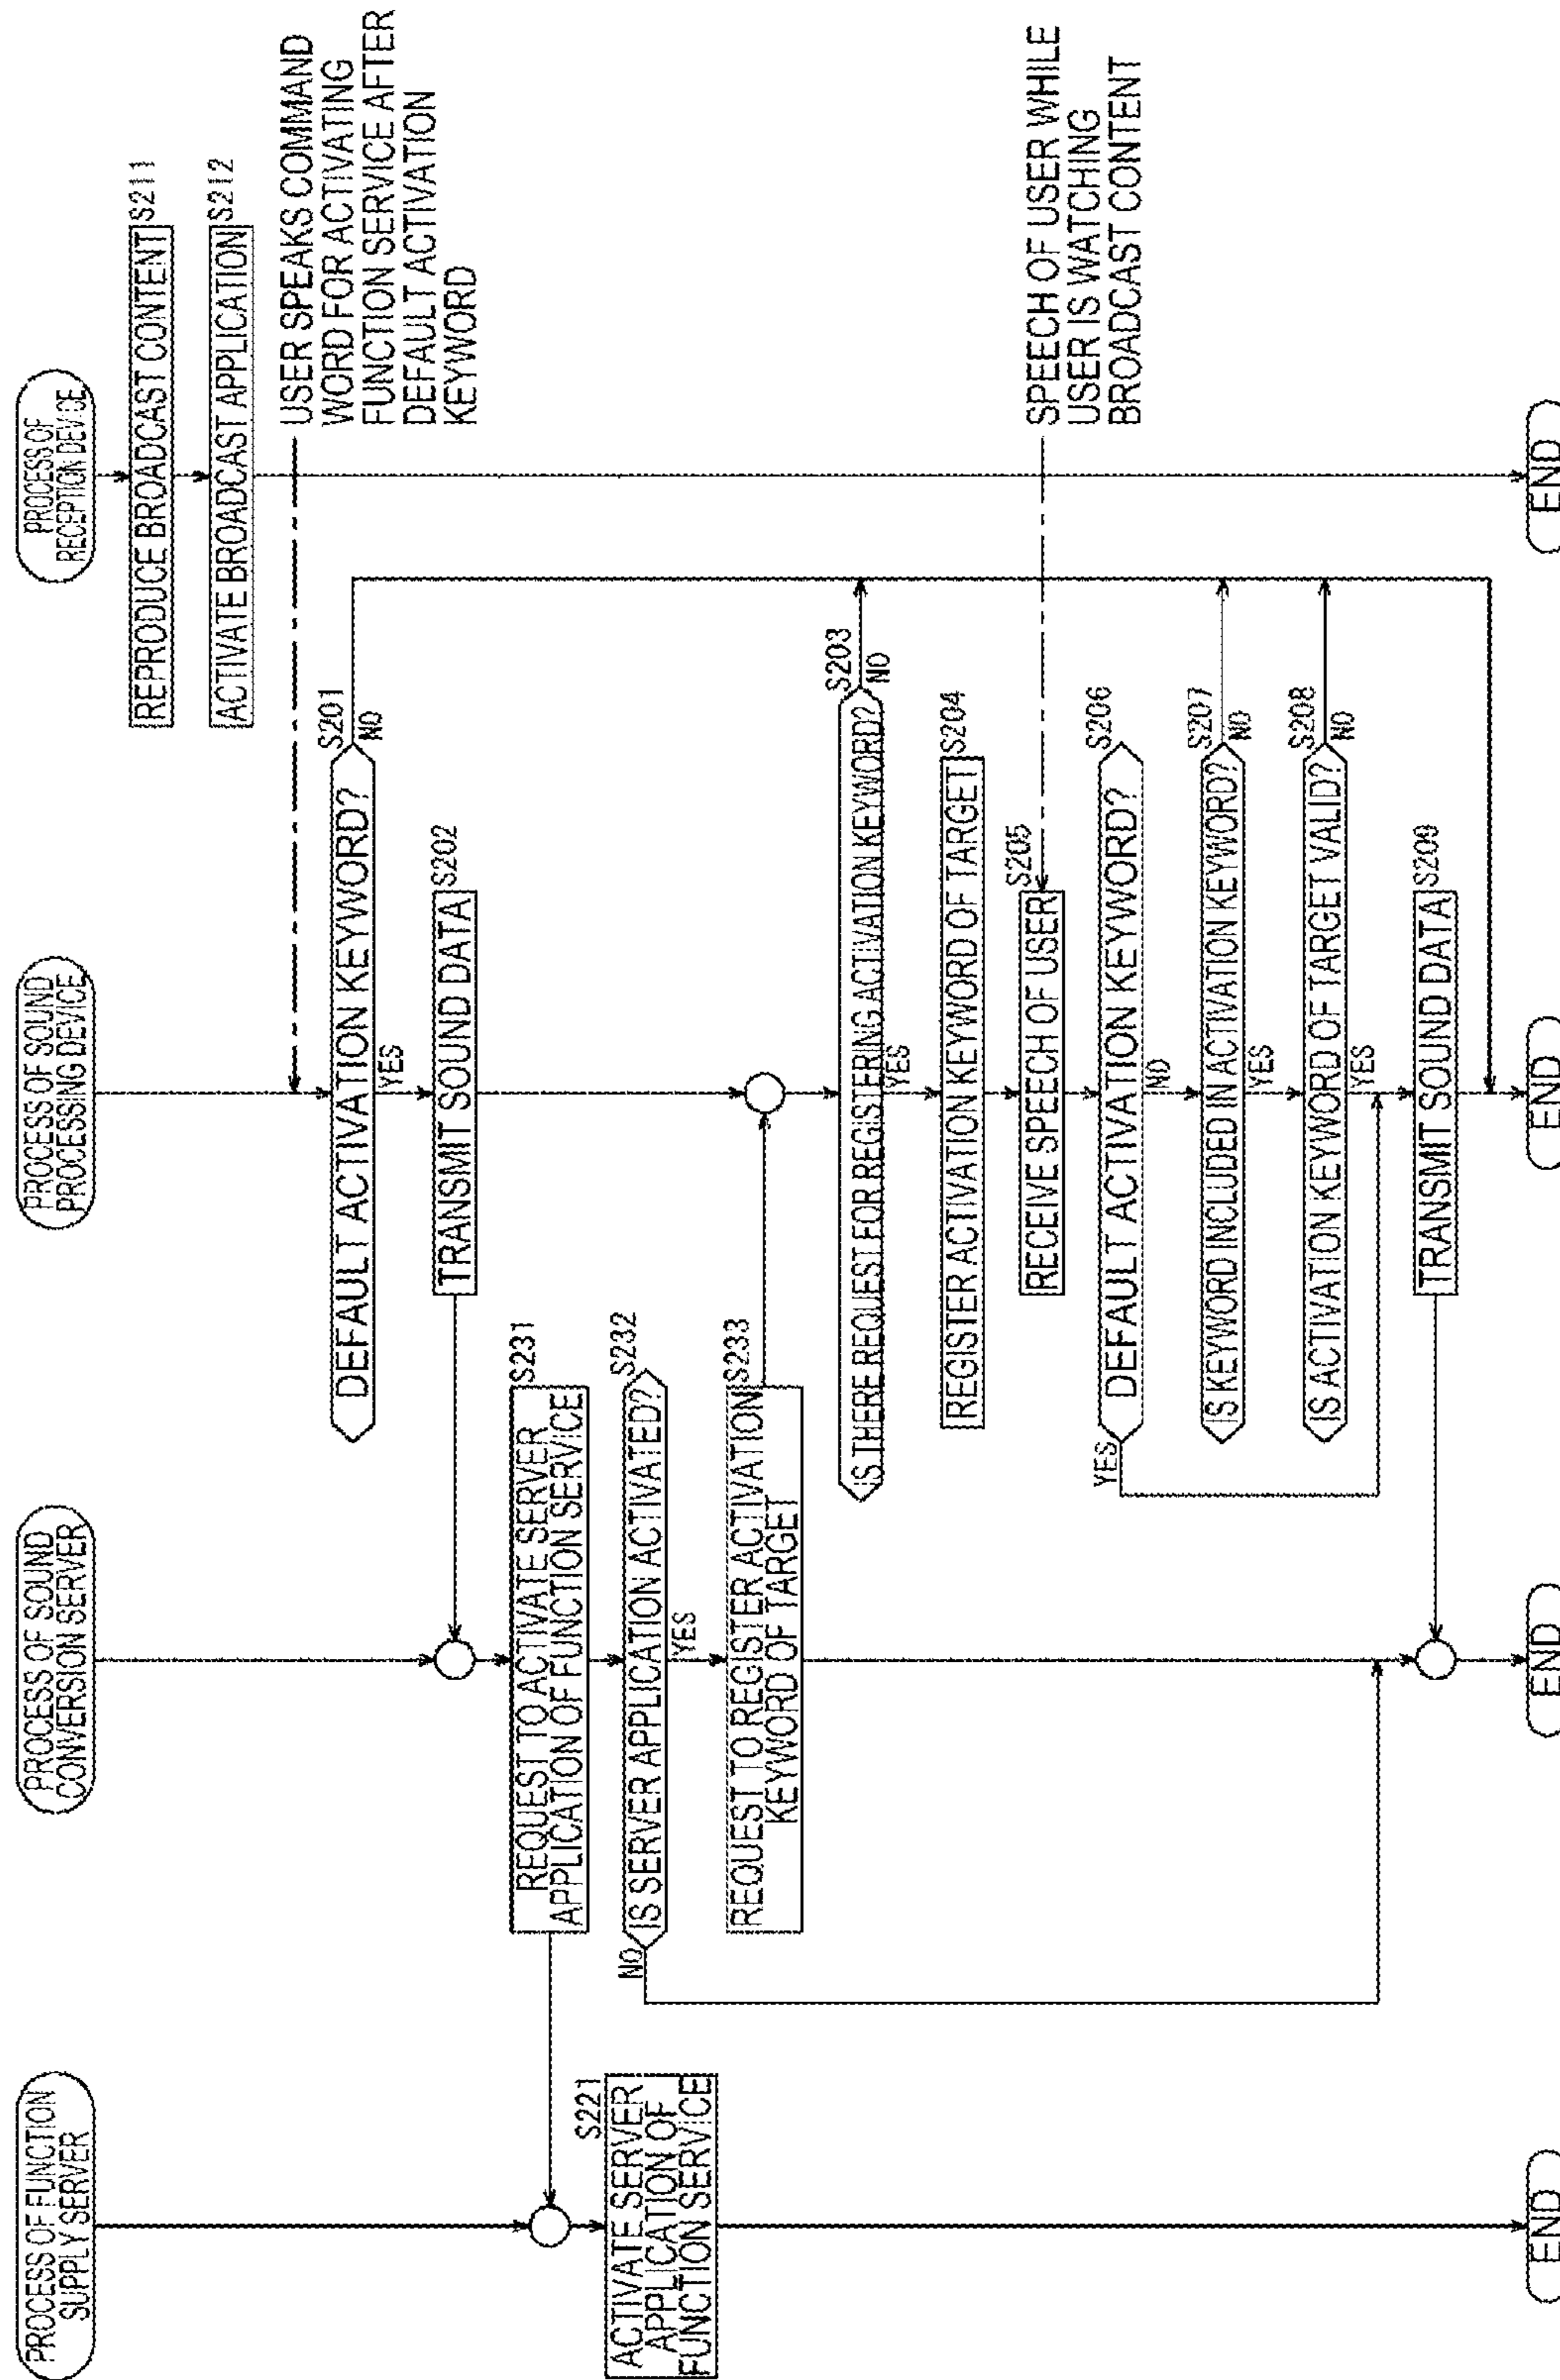 PROCESS OF FUNCTION
SUPPLY SERVER
S221
ACTIVATE SERVER
APPLICATION OF
FUNCTION SERVICE
END
PROCESS OF SOUND
CONVERSION SERVER
REQUEST TO ACTIVATE SERVER
APPLICATION OF FUNCTION SERVICE
S231
IS SERVER APPLICATION ACTIVATED?
S232
NO
YES
REQUEST TO REGISTER ACTIVATION
KEYWORD OF TARGET
S233
END
PROCESS OF SOUND
PROCESSING DEVICE
DEFAULT ACTIVATION KEYWORD?
S201
NO
YES
TRANSMIT SOUND DATA
S202
IS THERE REQUEST FOR REGISTERING ACTIVATION KEYWORD?
S203
NO
YES
REGISTER ACTIVATION KEYWORD OF TARGET
S204
RECEIVE SPEECH OF USER
S205
DEFAULT ACTIVATION KEYWORD?
S206
YES
NO
IS KEYWORD INCLUDED IN ACTIVATION KEYWORD?
S207
NO
YES
IS ACTIVATION KEYWORD OF TARGET VALID?
S208
NO
YES
TRANSMIT SOUND DATA
S209
END
PROCESS OF
RECEPTION DEVICE
REPRODUCE BROADCAST CONTENT
S211
ACTIVATE BROADCAST APPLICATION
S212
USER SPEAKS COMMAND
WORD FOR ACTIVATING
FUNCTION SERVICE AFTER
DEFAULT ACTIVATION
KEYWORD
SPEECH OF USER WHILE
USER IS WATCHING
BROADCAST CONTENT
END